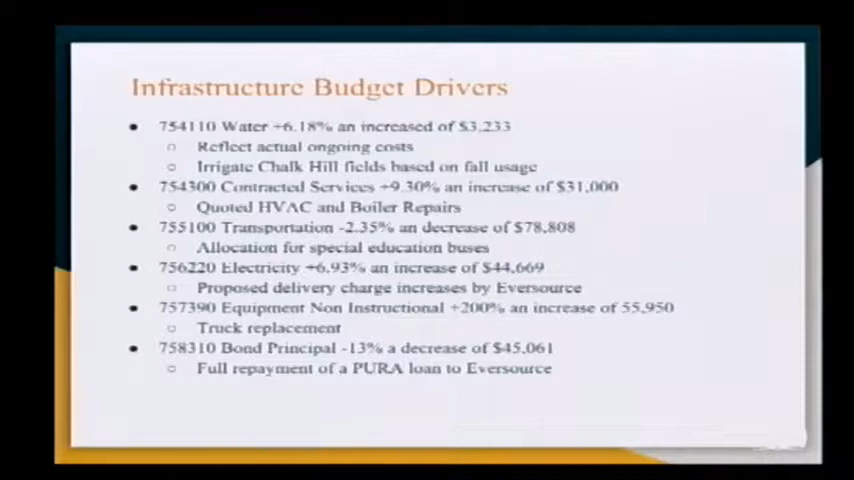 Infrastructure Budget Drivers
● 754110 Water +6.18% an increased of $3,233
○ Reflect actual ongoing costs
○ Irrigate Chalk Hill fields based on fall usage
● 754300 Contracted Services +9.30% an increase of $31,000
○ Quoted HVAC and Boiler Repairs
● 755100 Transportation -2.35% an decrease of $78,808
○ Allocation for special education buses
● 756220 Electricity +6.93% an increase of $44,669
○ Proposed delivery charge increases by Eversource
● 757390 Equipment Non Instructional +200% an increase of 55,950
○ Truck replacement
● 758310 Bond Principal -13% a decrease of $45,061
○ Full repayment of a PURA loan to Eversource